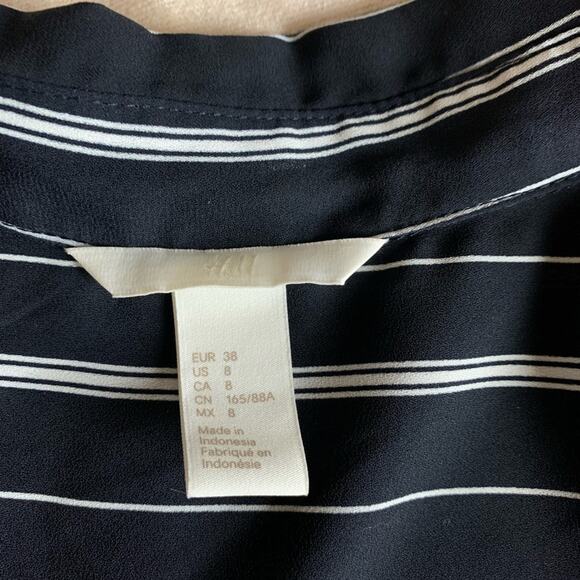 H&M
EUR 38
US 8
CA 8
CN 165/88A
MX 8
Made in
Indonesia
Fabriqué en
Indonésie